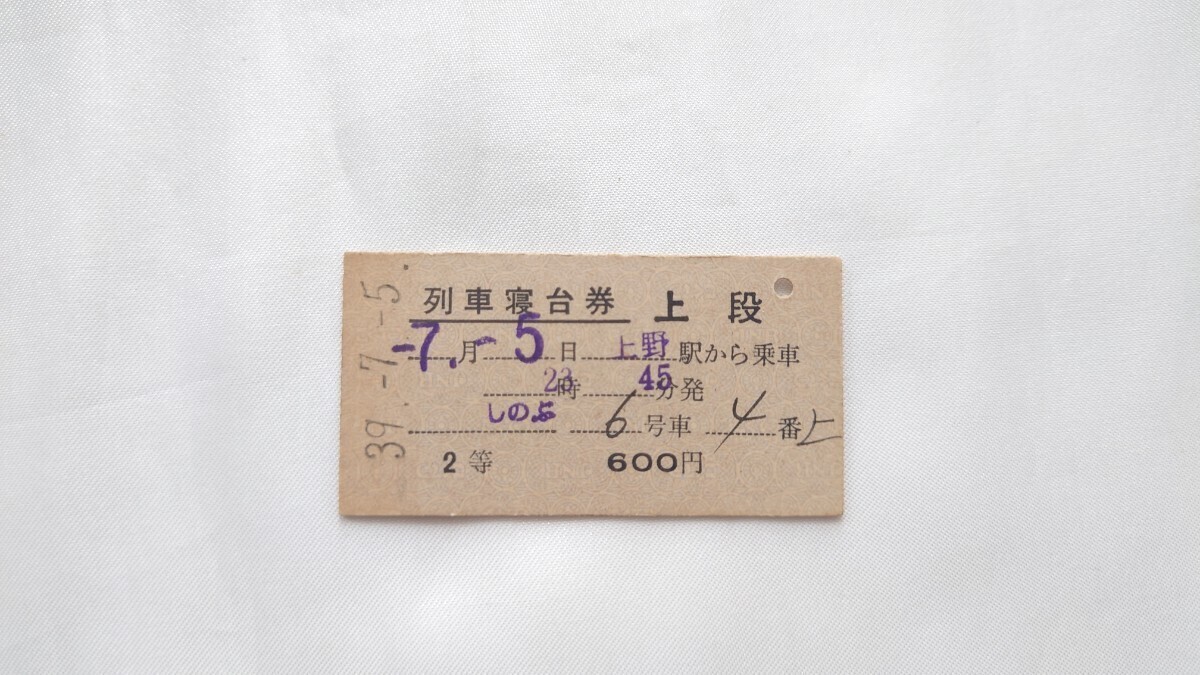 39.-7.-5.
列車寝台券 上段
-7.月-5日 上野駅から乗車
23時45分発
しのぶ 6号車 4番上
2等 600円